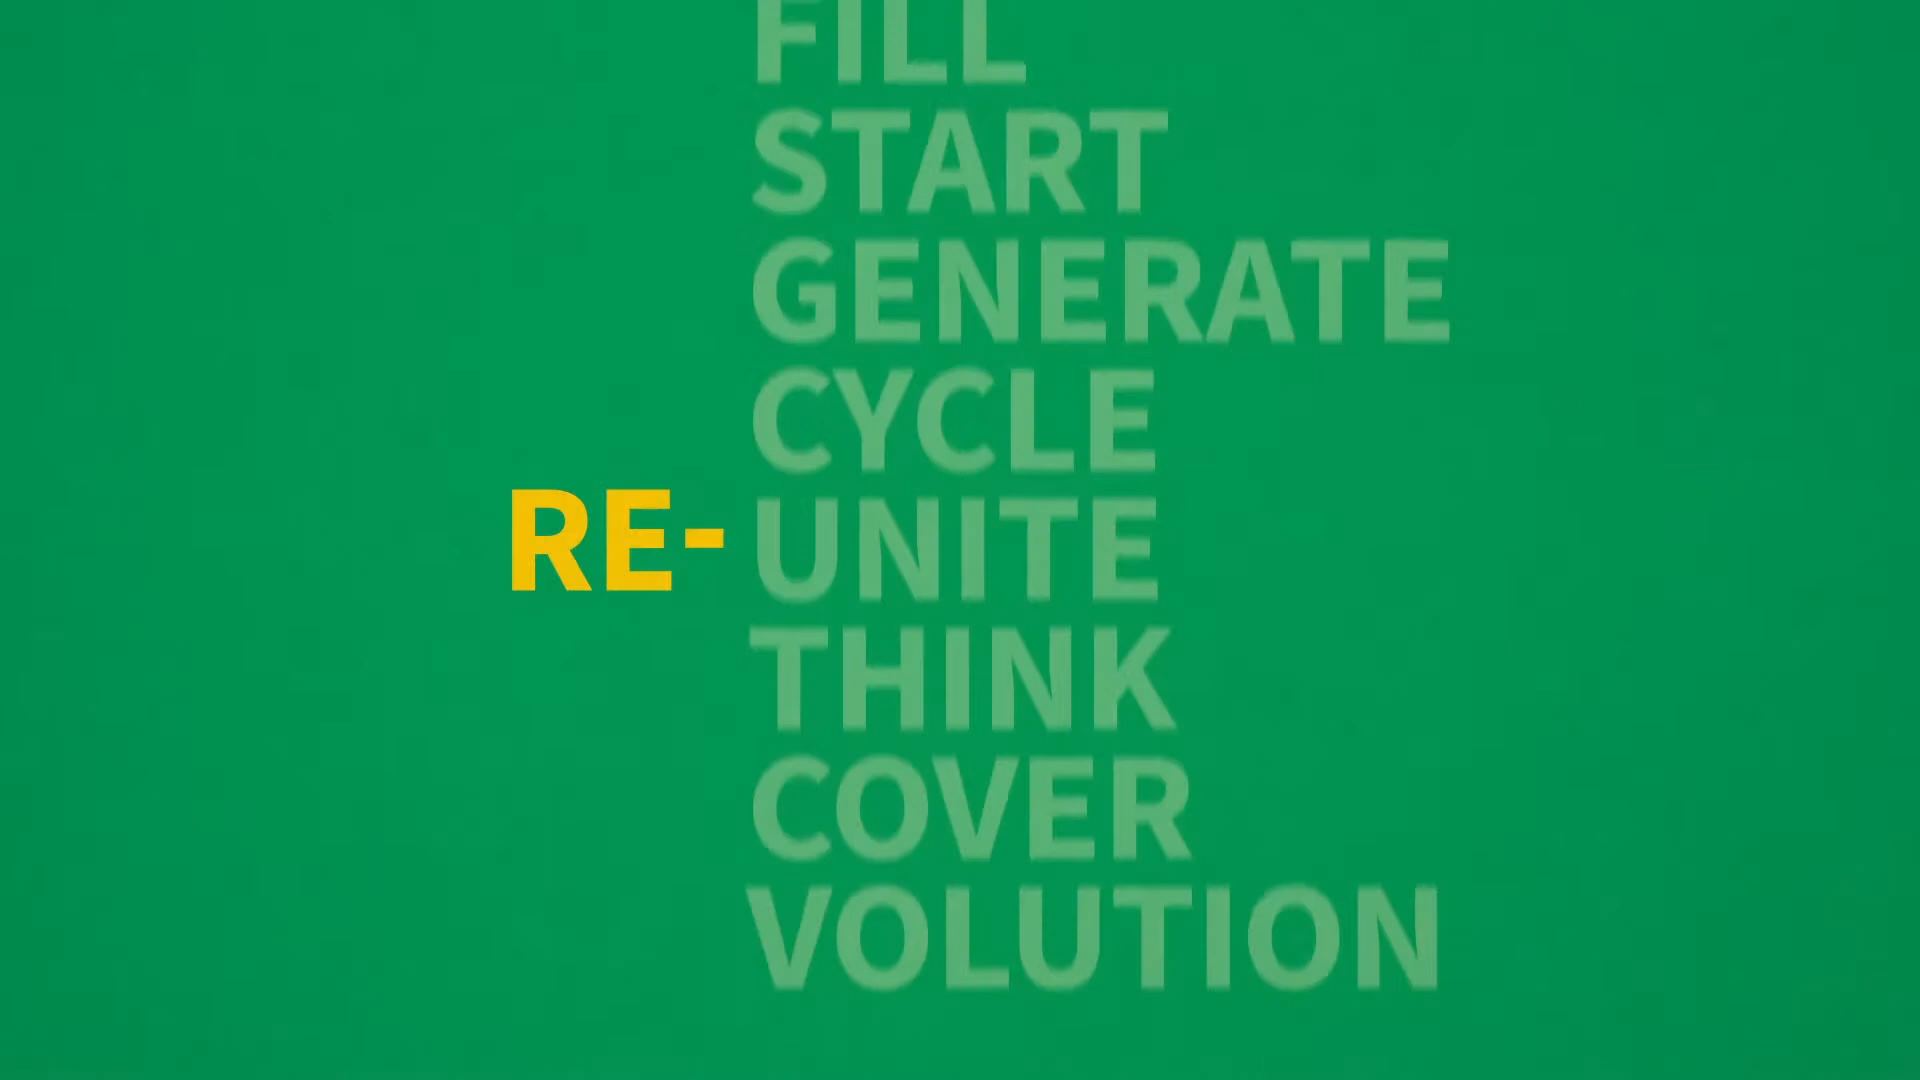 FILL
START
GENERATE
CYCLE
RE-UNITE
THINK
COVER
VOLUTION